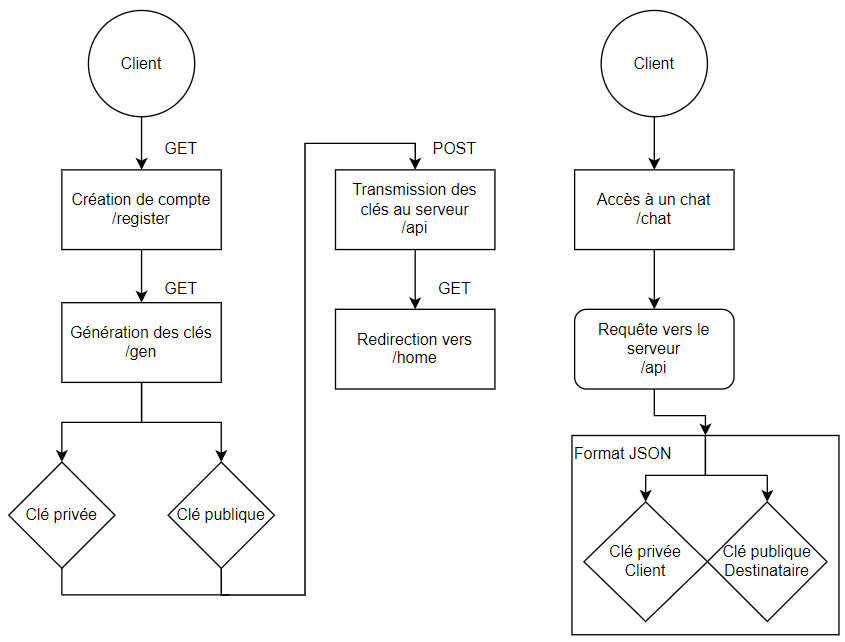 Client
GET
Création de compte
/register
GET
Génération des clés
/gen
Clé privée
Clé publique
POST
Transmission des
clés au serveur
/api
GET
Redirection vers
/home
Client
Accès à un chat
/chat
Requête vers le
serveur
/api
Format JSON
Clé privée
Client
Clé publique
Destinataire